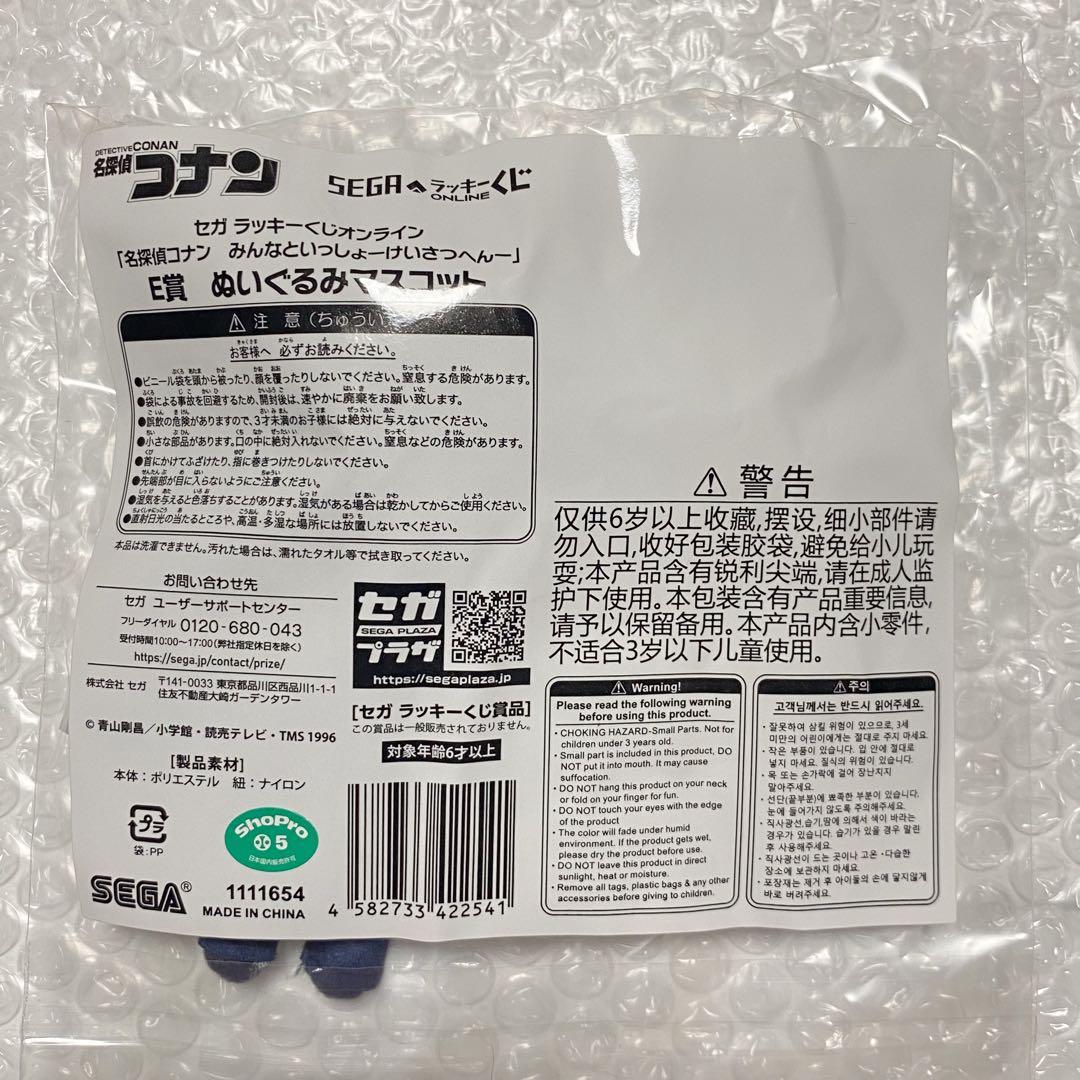 DETECTIVE CONAN
名探偵コナン
SEGA ラッキーくじ
ONLINE
セガ ラッキーくじオンライン
「名探偵コナン　みんなといっしょーけいさつへんー」
E賞　ぬいぐるみマスコット
⚠ 注 意 (ちゅうい
お客様へ 必ずお読みください。
●ビニール袋を頭から被ったり、顔を覆ったりしないでください。窒息する危険があります。
●袋による事故を回避するため、開封後は、速やかに廃棄をお願い致します。
●誤飲の危険がありますので、3才未満のお子様には絶対に与えないでください。
●小さな部品があります。口の中に絶対入れないでください。窒息などの危険があります。
●首にかけてふざけたり、指に巻きつけたりしないでください。
●先端部が目に入らないようにご注意ください。
●湿気を与えると色落ちすることがあります。湿気がある場合は乾かしてからご使用ください。
●直射日光の当たるところや、高温・多湿な場所には放置しないでください。
本品は洗濯できません。汚れた場合は、濡れたタオル等で拭き取ってください。
お問い合わせ先
セガ ユーザーサポートセンター
フリーダイヤル 0120-680-043
受付時間10:00〜17:00(弊社指定休日を除く)
https://sega.jp/contact/prize/
株式会社 セガ 〒141-0033 東京都品川区西品川1-1-1
住友不動産大崎ガーデンタワー
© 青山剛昌／小学館・読売テレビ・TMS 1996
[製品素材]
本体：ポリエステル 紐：ナイロン
プラ
袋:PP
ShoPro
5
日本国内販売許可
SEGA®
1111654
MADE IN CHINA
セガ
SEGA PLAZA
プラザ
https://segaplaza.jp
[セガ ラッキーくじ賞品]
この賞品は一般販売されておりません。
対象年齢6才以上
4 582733 422541
⚠ 警告
仅供6岁以上收藏,摆设,细小部件请
勿入口,收好包装胶袋,避免给小儿玩
耍;本产品含有锐利尖端,请在成人监
护下使用。本包装含有产品重要信息,
请予以保留备用。本产品内含小零件,
不适合3岁以下儿童使用。
⚠ Warning!
Please read the following warning
before using this product.
• CHOKING HAZARD-Small Parts. Not for
children under 3 years old.
• Small part is included in this product, DO
NOT put it into mouth. It may cause
suffocation.
• DO NOT hang this product on your neck
or fold on your finger for fun.
• DO NOT touch your eyes with the edge
of the product.
• The color will fade under humid
environment. If the product gets wet,
please dry the product before use.
• DO NOT leave this product in direct
sunlight, heat or moisture.
• Remove all tags, plastic bags & any other
accessories before giving to children.
⚠ 주의
고객님께서는 반드시 읽어주세요.
• 잘못하여 삼킬 위험이 있으므로, 3세
미만의 어린이에게는 절대로 주지 마세요.
• 작은 부품이 있습니다. 입 안에 절대로
넣지 마세요. 질식의 위험이 있습니다.
• 목 또는 손가락에 걸어 장난치지
말아주세요.
• 선단(끝부분)에 뾰족한 부분이 있습니다.
눈에 들어가지 않도록 주의해주세요.
• 직사광선,습기,땀에 의해서 색이 바라는
경우가 있습니다. 습기가 있을 경우 말린
후 사용해주세요.
• 직사광선이 드는 곳이나 고온·다습한
장소에 보관하지 마세요.
• 포장재는 제거 후 아이들의 손에 닿지않게
바로 버려주세요.